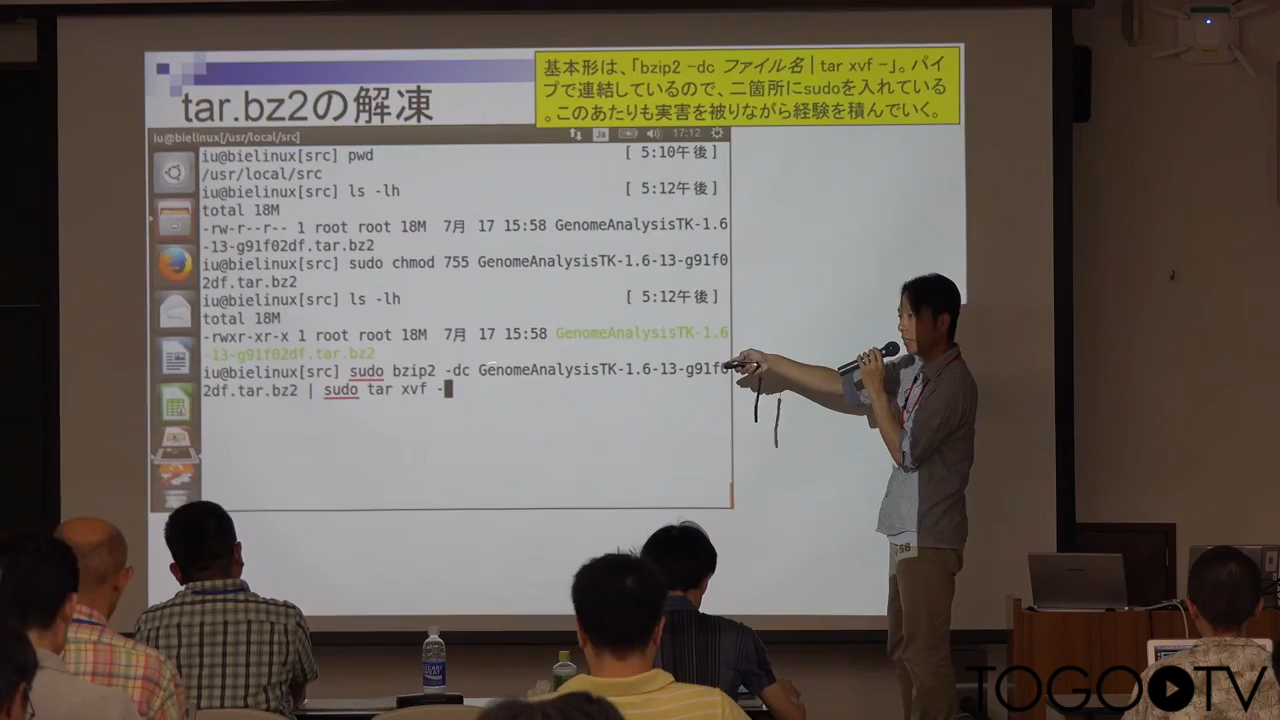 tar.bz2の解凍
基本形は、「bzip2 -dc ファイル名 | tar xvf -」。パイ
プで連結しているので、二箇所にsudoを入れている
。このあたりも実害を被りながら経験を積んでいく。
iu@bielinux[/usr/local/src]
Ja
17:12
iu@bielinux[src] pwd [ 5:10午後]
/usr/local/src
iu@bielinux[src] ls -lh [ 5:12午後]
total 18M
-rw-r--r-- 1 root root 18M 7月 17 15:58 GenomeAnalysisTK-1.6
-13-g91f02df.tar.bz2
iu@bielinux[src] sudo chmod 755 GenomeAnalysisTK-1.6-13-g91f0
2df.tar.bz2
iu@bielinux[src] ls -lh [ 5:12午後]
total 18M
-rwxr-xr-x 1 root root 18M 7月 17 15:58 GenomeAnalysisTK-1.6
-13-g91f02df.tar.bz2
iu@bielinux[src] sudo bzip2 -dc GenomeAnalysisTK-1.6-13-g91f0
2df.tar.bz2 | sudo tar xvf -
56
TOGO TV